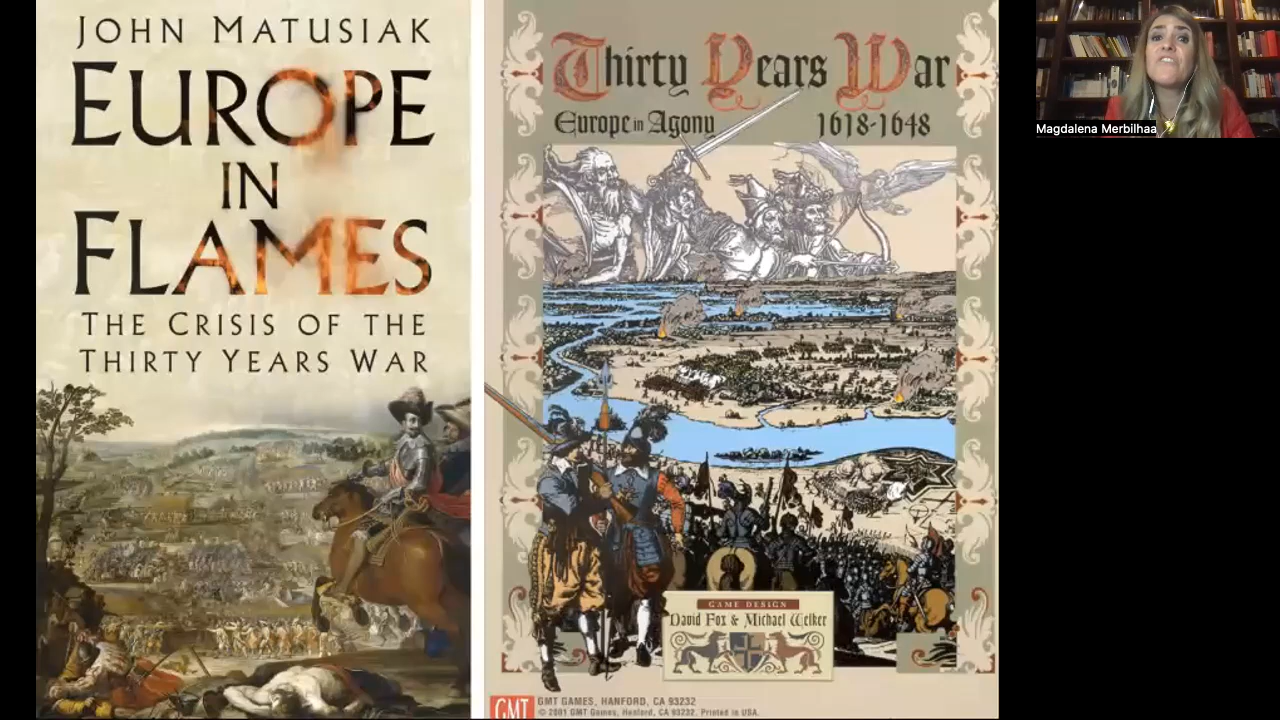 JOHN MATUSIAK
EUROPE
IN
FLAMES
THE CRISIS OF THE
THIRTY YEARS WAR
Thirty Years War
Europe in Agony 1618-1648
GAME DESIGN
David Fox & Michael Welker
GMT
GMT GAMES, HANFORD, CA 93232
© 2001 GMT Games, Hanford, CA 93232. Printed in USA.
Magdalena Merbilhaa